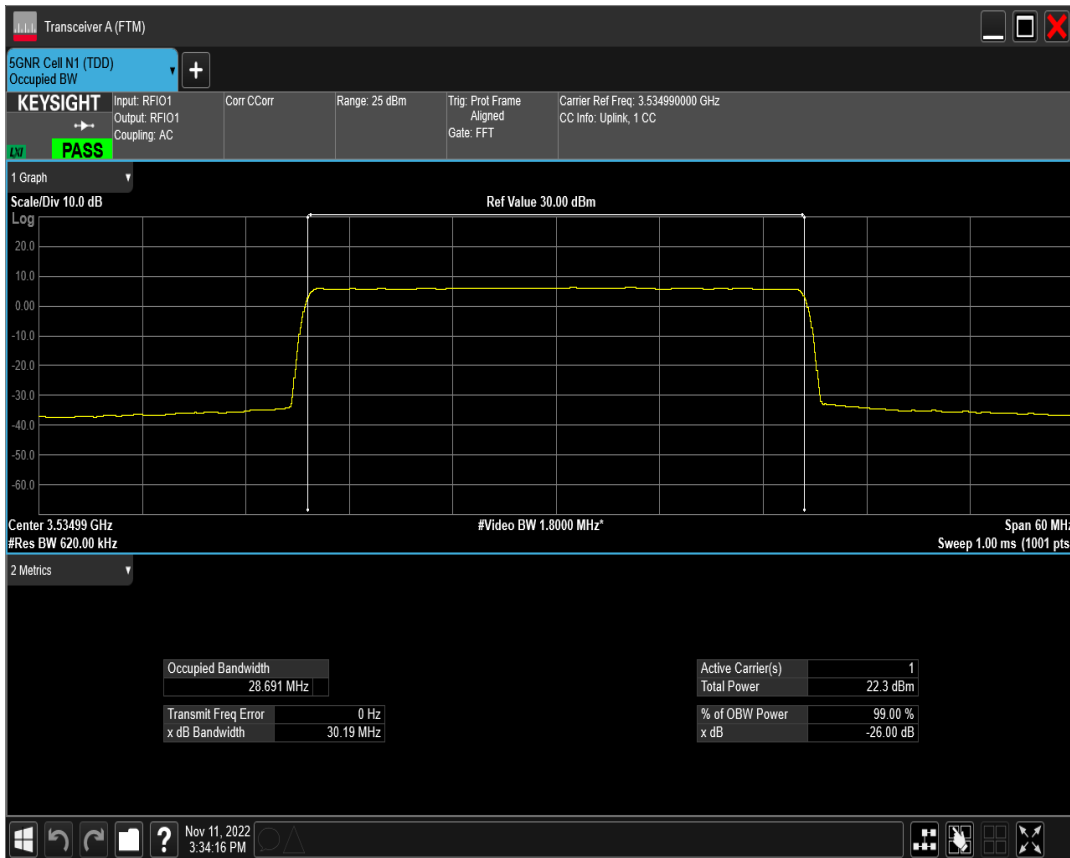 Transceiver A (FTM)
5GNR Cell N1 (TDD)
Occupied BW
+
KEYSIGHT
LXI
PASS
Input: RFIO1
Output: RFIO1
Coupling: AC
Corr CCorr
Range: 25 dBm
Trig: Prot Frame
Aligned
Gate: FFT
Carrier Ref Freq: 3.534990000 GHz
CC Info: Uplink, 1 CC
1 Graph
Scale/Div 10.0 dB
Ref Value 30.00 dBm
Log
20.0
10.0
0.00
-10.0
-20.0
-30.0
-40.0
-50.0
-60.0
Center 3.53499 GHz
#Video BW 1.8000 MHz*
Span 60 MHz
#Res BW 620.00 kHz
Sweep 1.00 ms (1001 pts
2 Metrics
Occupied Bandwidth
28.691 MHz
Transmit Freq Error 0 Hz
x dB Bandwidth 30.19 MHz
Active Carrier(s) 1
Total Power 22.3 dBm
% of OBW Power 99.00 %
x dB -26.00 dB
?
Nov 11, 2022
3:34:16 PM